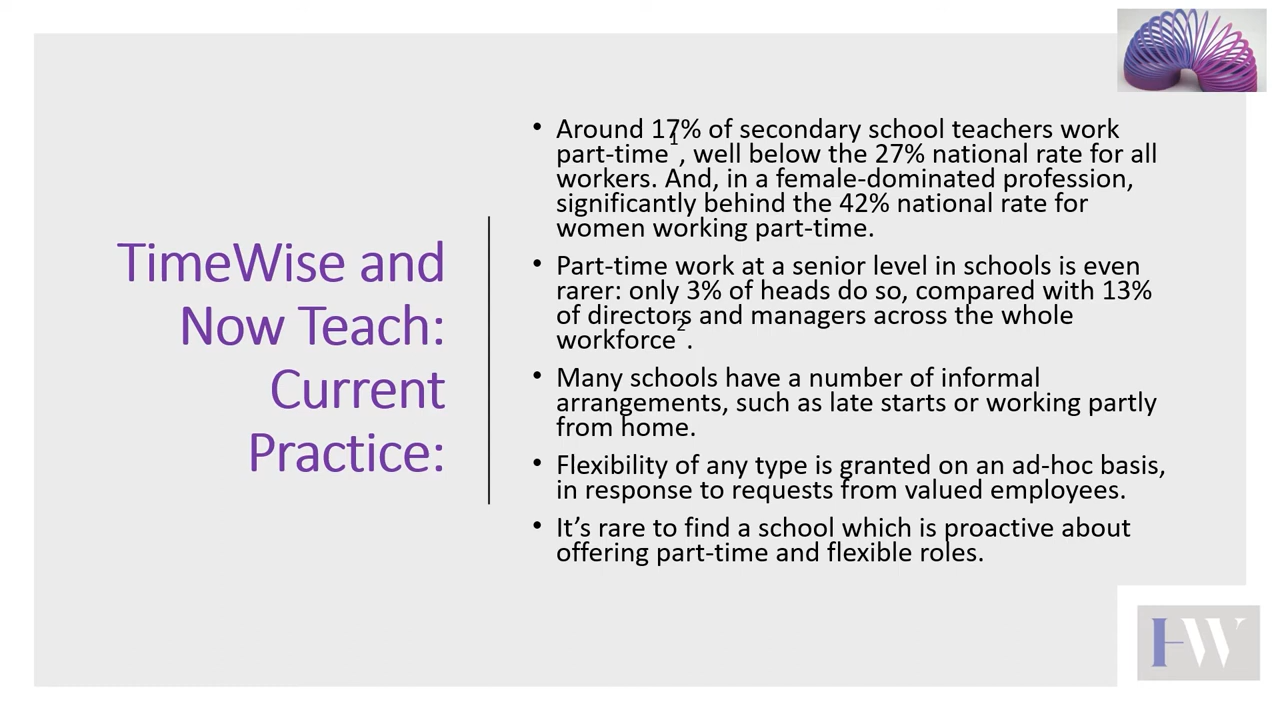 TimeWise and
Now Teach:
Current
Practice:
• Around 17% of secondary school teachers work
part-time¹, well below the 27% national rate for all
workers. And, in a female-dominated profession,
significantly behind the 42% national rate for
women working part-time.
• Part-time work at a senior level in schools is even
rarer: only 3% of heads do so, compared with 13%
of directors and managers across the whole
workforce².
• Many schools have a number of informal
arrangements, such as late starts or working partly
from home.
• Flexibility of any type is granted on an ad-hoc basis,
in response to requests from valued employees.
• It’s rare to find a school which is proactive about
offering part-time and flexible roles.
HW